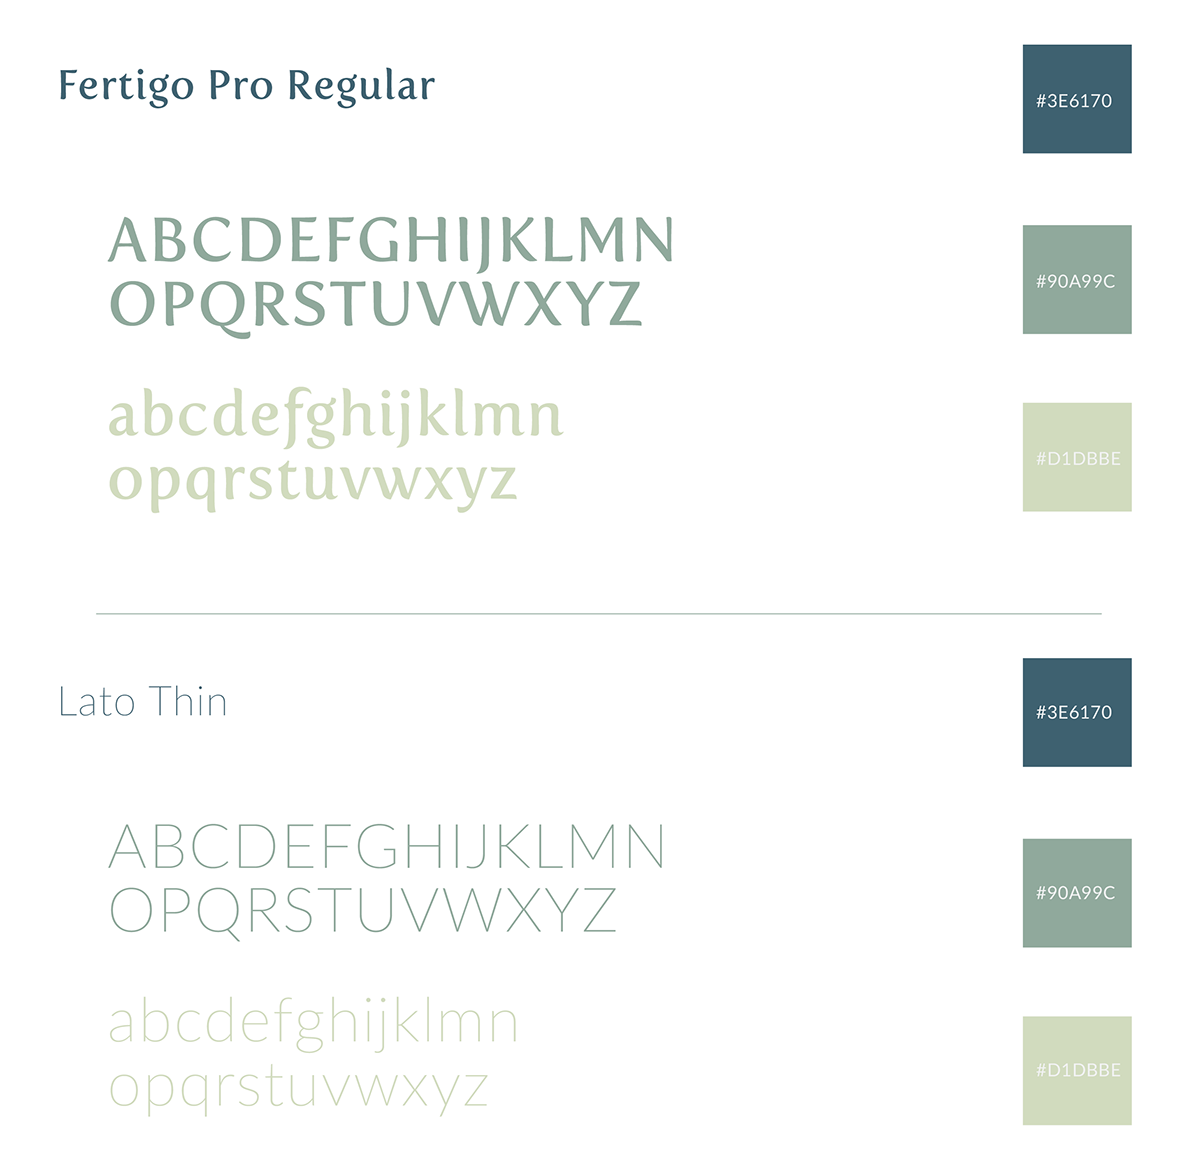 Fertigo Pro Regular
#3E6170
ABCDEFGHIJKLMN
OPQRSTUVWXYZ
#90A99C
abcdefghijklmn
opqrstuvwxyz
#D1DBBE
Lato Thin
#3E6170
ABCDEFGHIJKLMN
OPQRSTUVWXYZ
#90A99C
abcdefghijklmn
opqrstuvwxyz
#D1DBBE